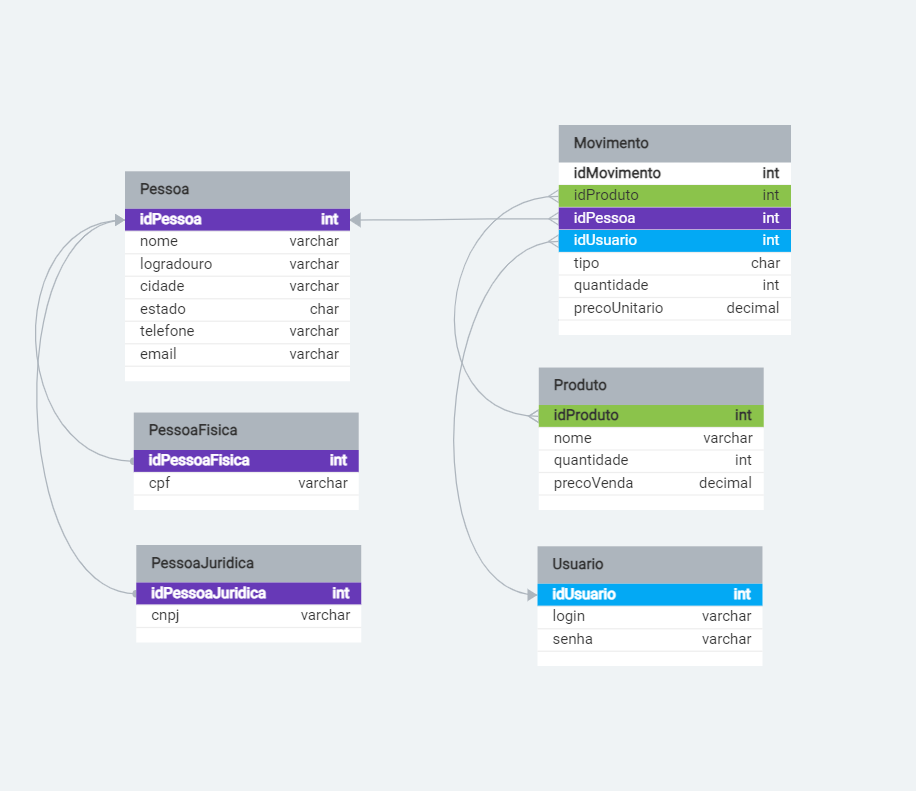 Pessoa
idPessoa int
nome varchar
logradouro varchar
cidade varchar
estado char
telefone varchar
email varchar
PessoaFisica
idPessoaFisica int
cpf varchar
PessoaJuridica
idPessoaJuridica int
cnpj varchar
Movimento
idMovimento int
idProduto int
idPessoa int
idUsuario int
tipo char
quantidade int
precoUnitario decimal
Produto
idProduto int
nome varchar
quantidade int
precoVenda decimal
Usuario
idUsuario int
login varchar
senha varchar